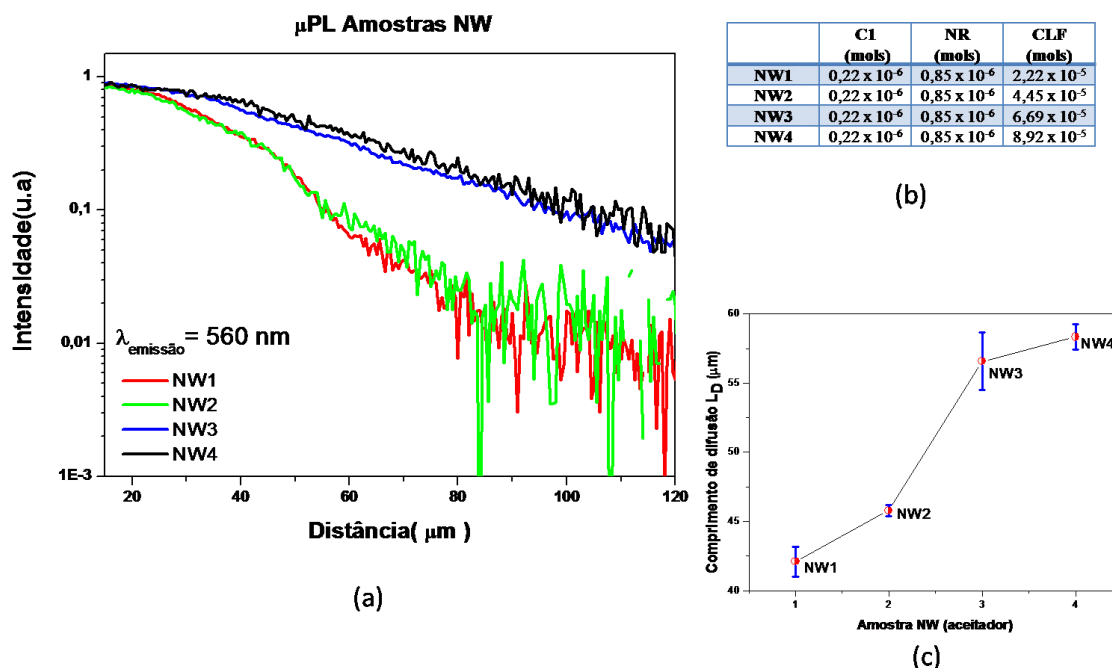 μPL Amostras NW
Intensidade(u.a)
1
0,1
0,01
1E-3
λemissão= 560 nm
NW1
NW2
NW3
NW4
20 40 60 80 100 120
Distância( μm )
(a)
C1 (mols) NR (mols) CLF (mols)
NW1 0,22 x 10⁻⁶ 0,85 x 10⁻⁶ 2,22 x 10⁻⁵
NW2 0,22 x 10⁻⁶ 0,85 x 10⁻⁶ 4,45 x 10⁻⁵
NW3 0,22 x 10⁻⁶ 0,85 x 10⁻⁶ 6,69 x 10⁻⁵
NW4 0,22 x 10⁻⁶ 0,85 x 10⁻⁶ 8,92 x 10⁻⁵
(b)
Comprimento de difusão L_D (μm)
60
55
50
45
40
NW1
NW2
NW3
NW4
1 2 3 4
Amostra NW (aceitador)
(c)